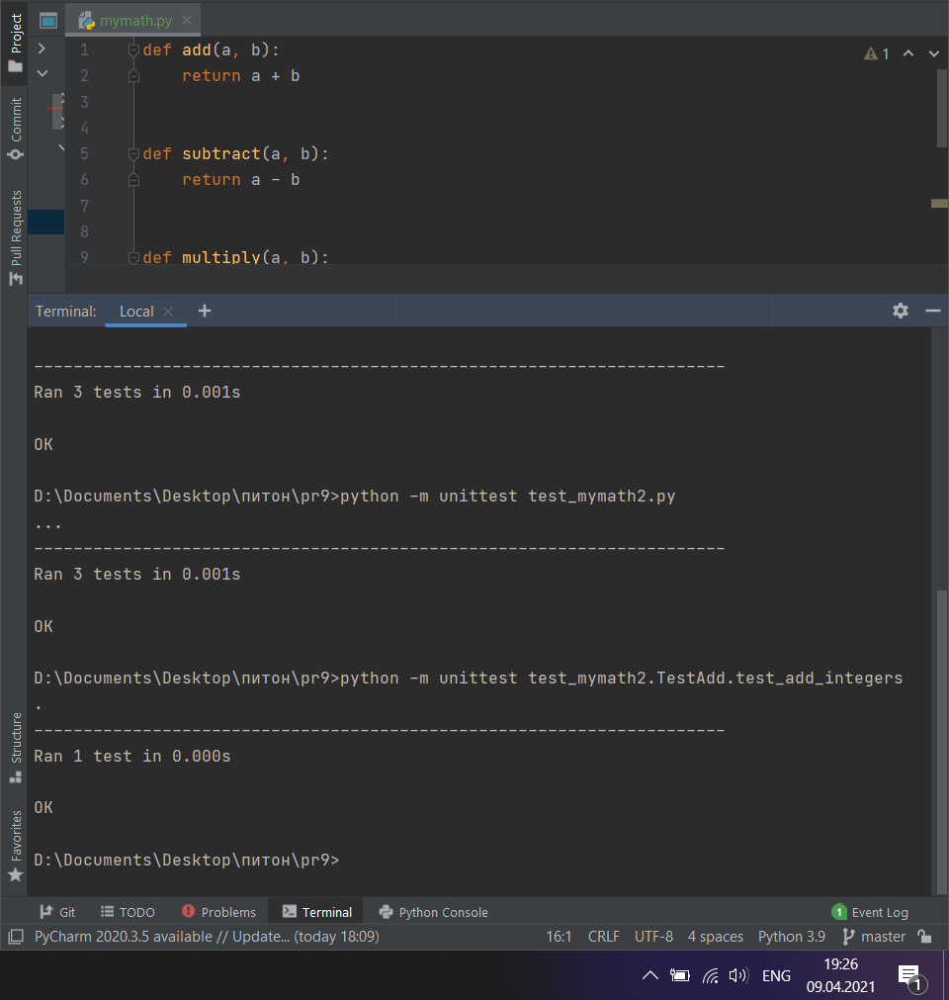 Project
Commit
Pull Requests
Structure
Favorites
mymath.py
1 def add(a, b):
2     return a + b
3
4
5 def subtract(a, b):
6     return a - b
7
8
9 def multiply(a, b):
1
Terminal: Local +
----------------------------------------------------------------------
Ran 3 tests in 0.001s
OK
D:\Documents\Desktop\питон\pr9>python -m unittest test_mymath2.py
...
----------------------------------------------------------------------
Ran 3 tests in 0.001s
OK
D:\Documents\Desktop\питон\pr9>python -m unittest test_mymath2.TestAdd.test_add_integers
.
----------------------------------------------------------------------
Ran 1 test in 0.000s
OK
D:\Documents\Desktop\питон\pr9>
Git TODO Problems Terminal Python Console 1 Event Log
PyCharm 2020.3.5 available // Update... (today 18:09) 16:1 CRLF UTF-8 4 spaces Python 3.9 master
ENG 19:26
09.04.2021 1